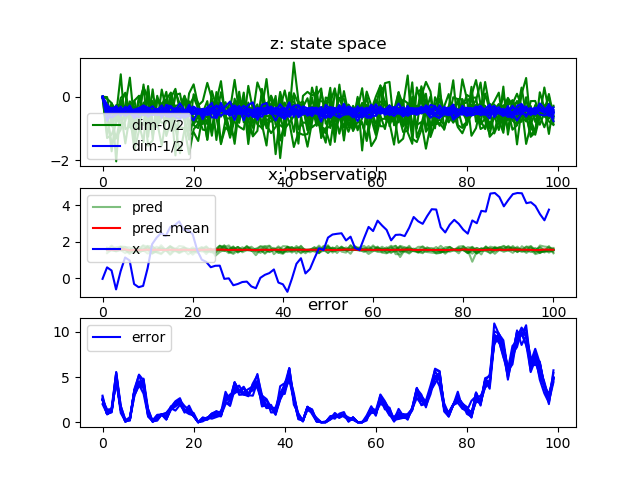 z: state space
0
−2
dim-0/2
dim-1/2
0 20 40 60 80 100
x: observation
4
2
0
pred
pred_mean
x
0 20 40 60 80 100
error
10
5
0
error
0 20 40 60 80 100